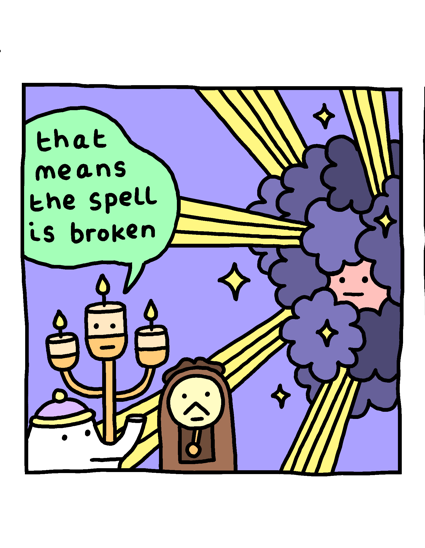 that
means
the spell
is broken